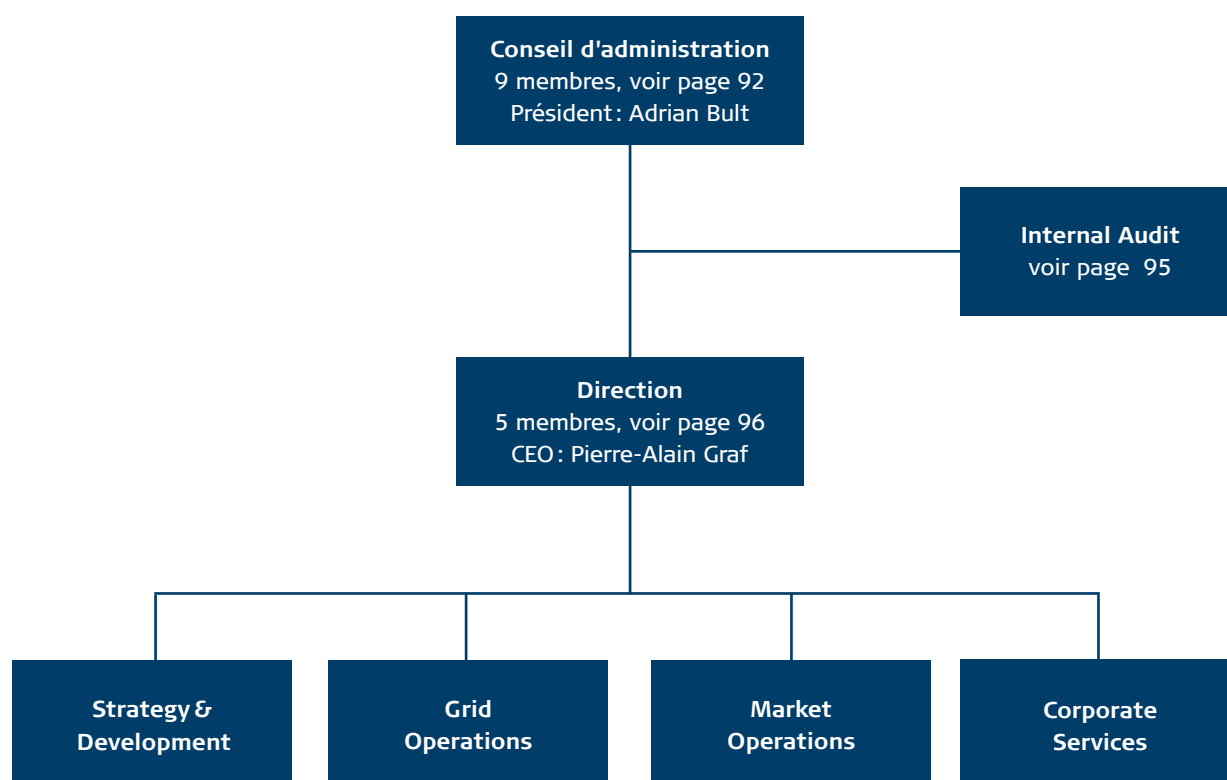 Conseil d'administration
9 membres, voir page 92
Président: Adrian Bult
Internal Audit
voir page 95
Direction
5 membres, voir page 96
CEO: Pierre-Alain Graf
Strategy &
Development
Grid
Operations
Market
Operations
Corporate
Services